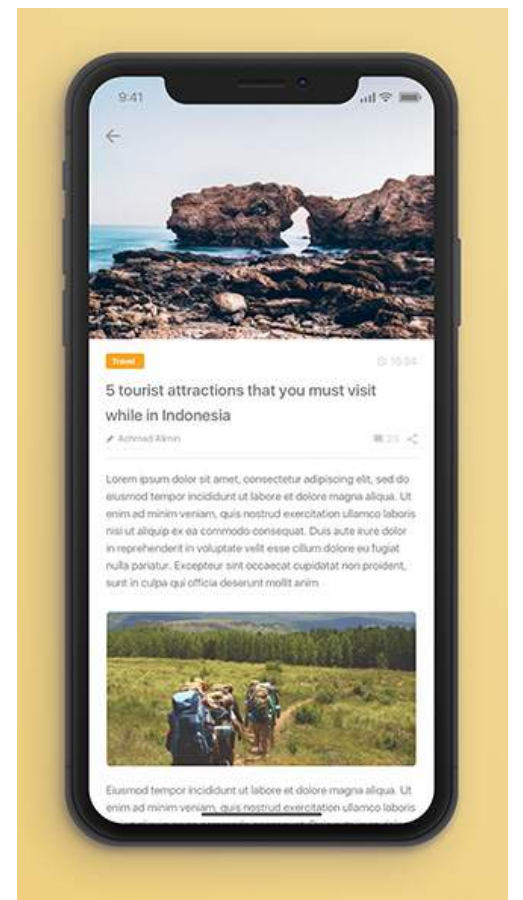 9:41
Travel
16:34
5 tourist attractions that you must visit
while in Indonesia
Achmad Almin
23
Lorem ipsum dolor sit amet, consectetur adipiscing elit, sed do
eiusmod tempor incididunt ut labore et dolore magna aliqua. Ut
enim ad minim veniam, quis nostrud exercitation ullamco laboris
nisi ut aliquip ex ea commodo consequat. Duis aute irure dolor
in reprehenderit in voluptate velit esse cillum dolore eu fugiat
nulla pariatur. Excepteur sint occaecat cupidatat non proident,
sunt in culpa qui officia deserunt mollit anim
Eiusmod tempor incididunt ut labore et dolore magna aliqua. Ut
enim ad minim veniam, quis nostrud exercitation ullamco laboris